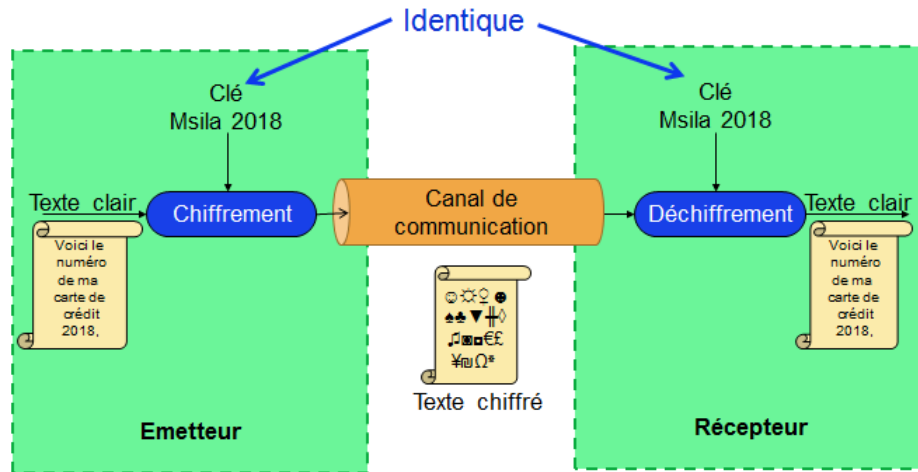 Identique
Clé
Msila 2018
Clé
Msila 2018
Texte clair
Chiffrement
Canal de
communication
Déchiffrement
Texte clair
Voici le
numéro
de ma
carte de
crédit
2018,
☺☼♀☻
♠♣▼╫◊
♫◙◘€£
¥₪Ω*
Texte chiffré
Voici le
numéro
de ma
carte de
crédit
2018,
Emetteur
Récepteur